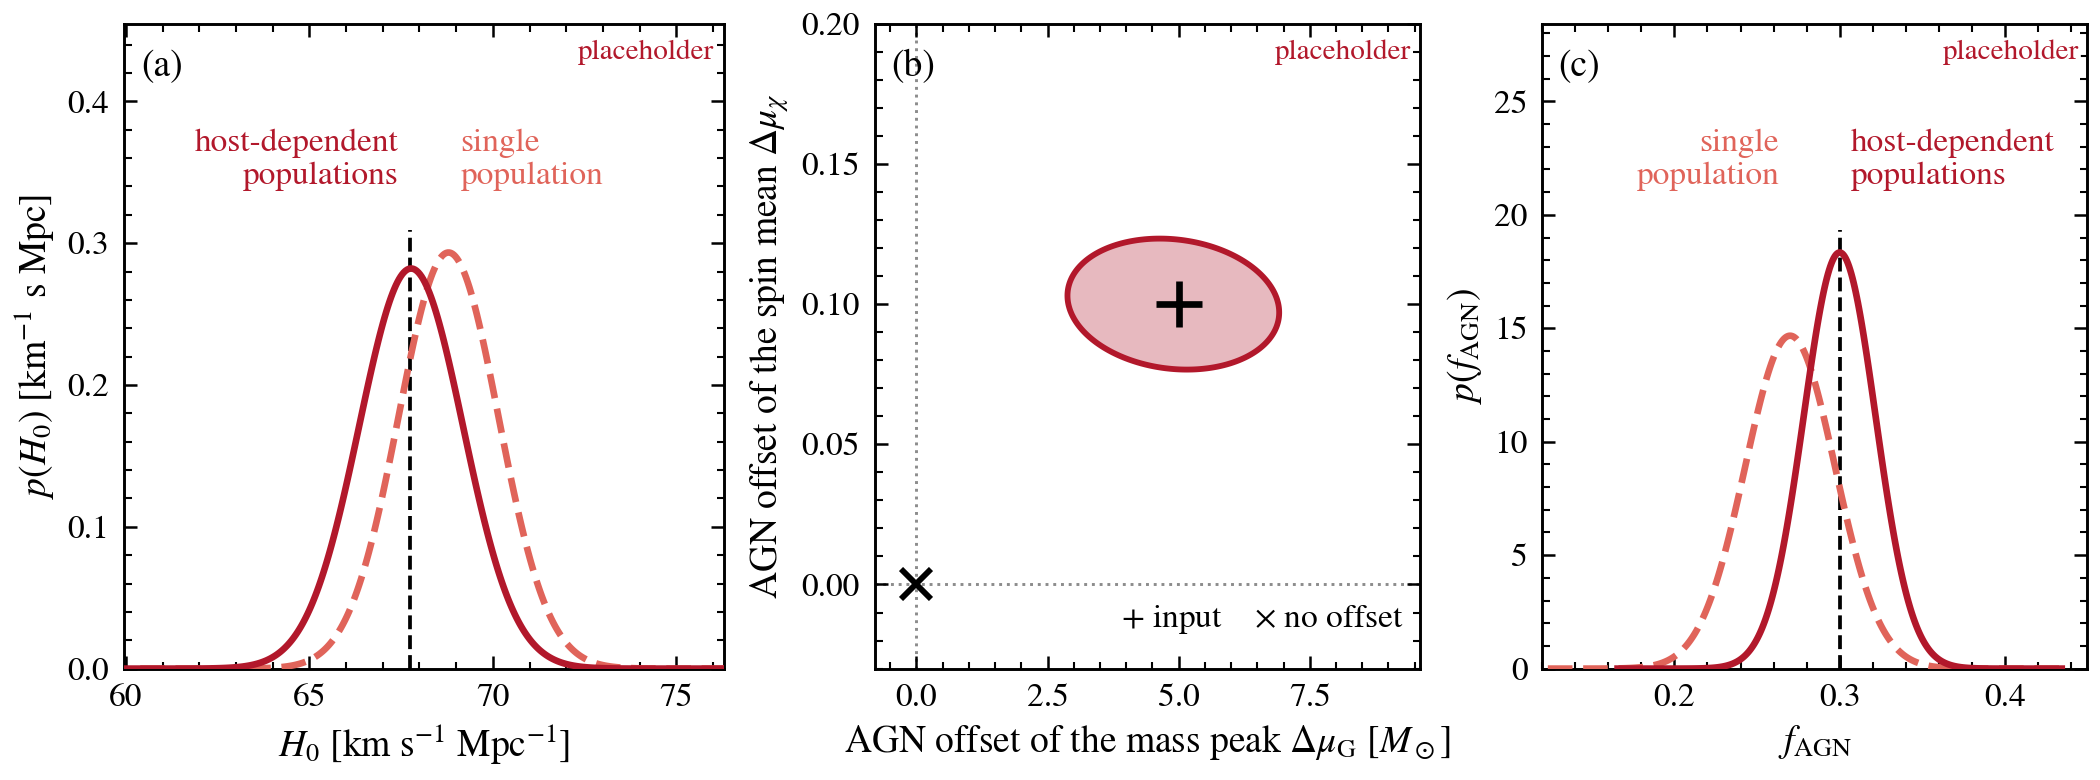 (a)
placeholder
host-dependent
populations
single
population
0.4
0.3
0.2
0.1
0.0
60
65
70
75
p(H₀) [km⁻¹ s Mpc]
H₀ [km s⁻¹ Mpc⁻¹]
(b)
placeholder
0.20
0.15
0.10
0.05
0.00
0.0
2.5
5.0
7.5
+ input × no offset
AGN offset of the spin mean Δμᵪ
AGN offset of the mass peak Δμ_G [M_⊙]
(c)
placeholder
single
population
host-dependent
populations
25
20
15
10
5
0
0.2
0.3
0.4
p(f_AGN)
f_AGN